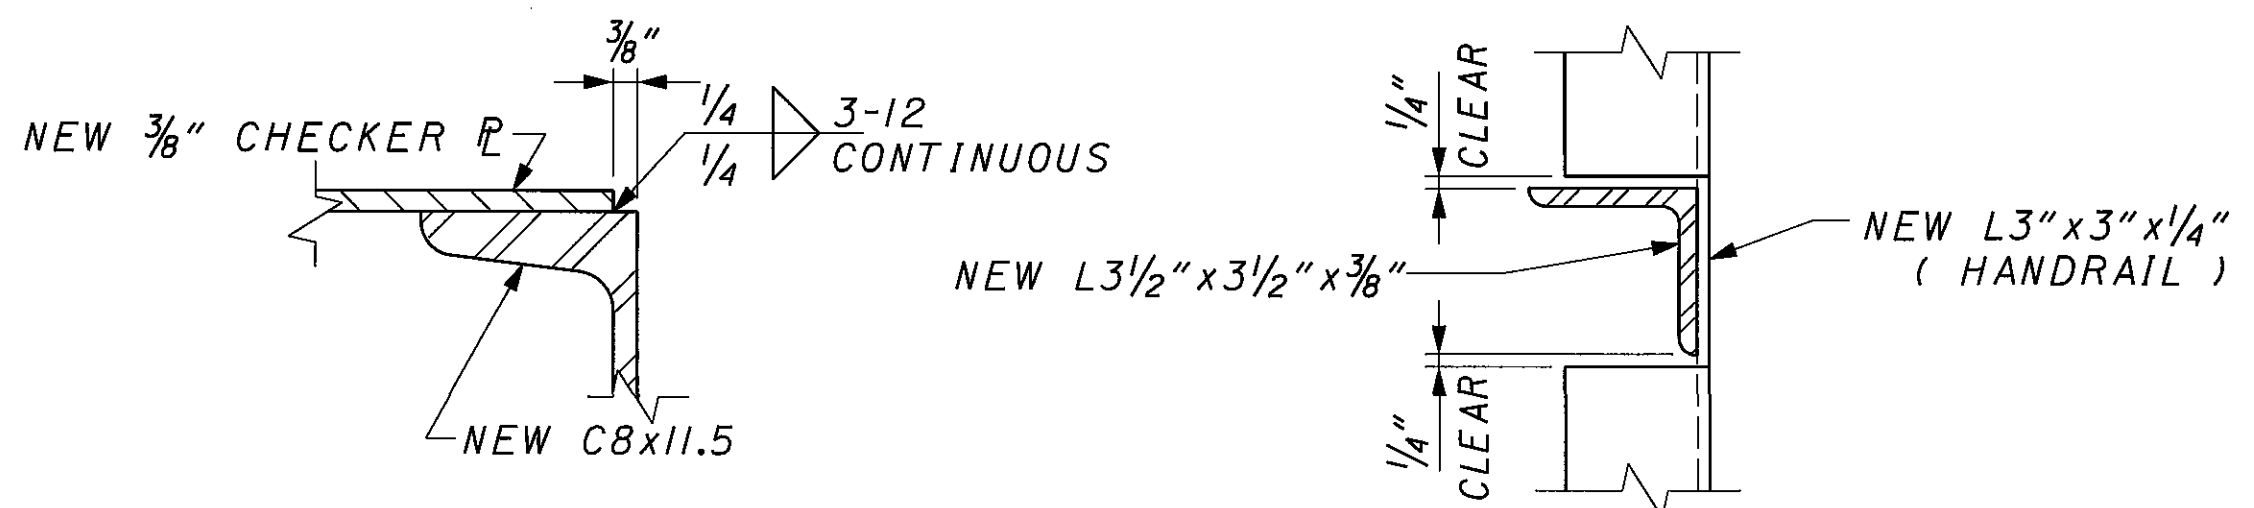 3/8"
NEW 3/8" CHECKER PL
1/4 3-12
1/4 CONTINUOUS
NEW C8x11.5
1/4"
CLEAR
NEW L3 1/2"x3 1/2"x3/8"
NEW L3"x3"x1/4"
( HANDRAIL )
1/4"
CLEAR